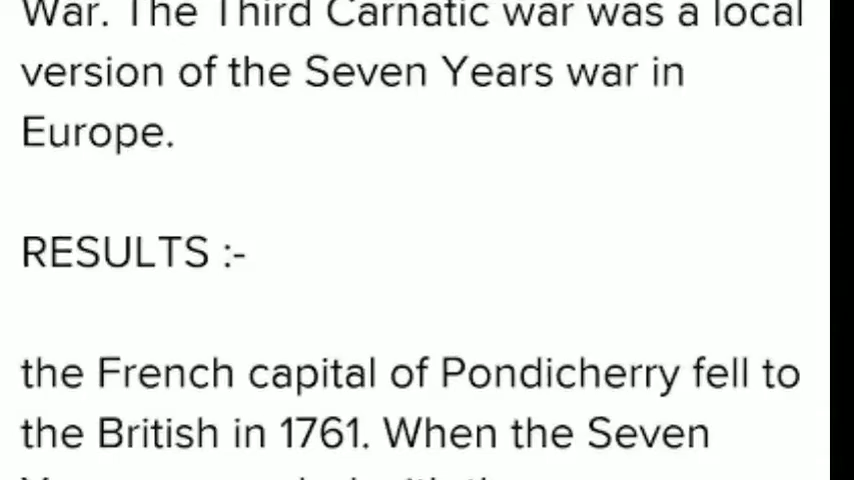 War. The Third Carnatic war was a local
version of the Seven Years war in
Europe.
RESULTS :-
the French capital of Pondicherry fell to
the British in 1761. When the Seven